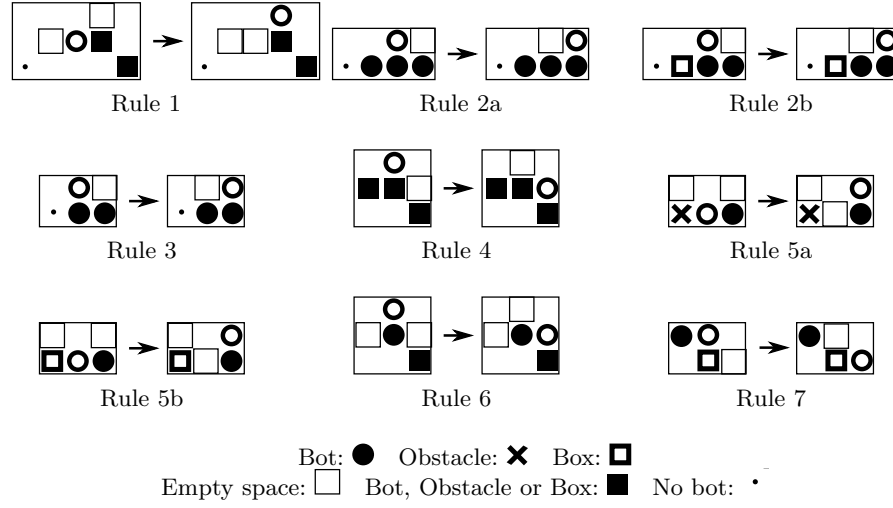 Rule 1 Rule 2a Rule 2b
Rule 3 Rule 4 Rule 5a
Rule 5b Rule 6 Rule 7
Bot: Obstacle: Box:
Empty space: Bot, Obstacle or Box: No bot: